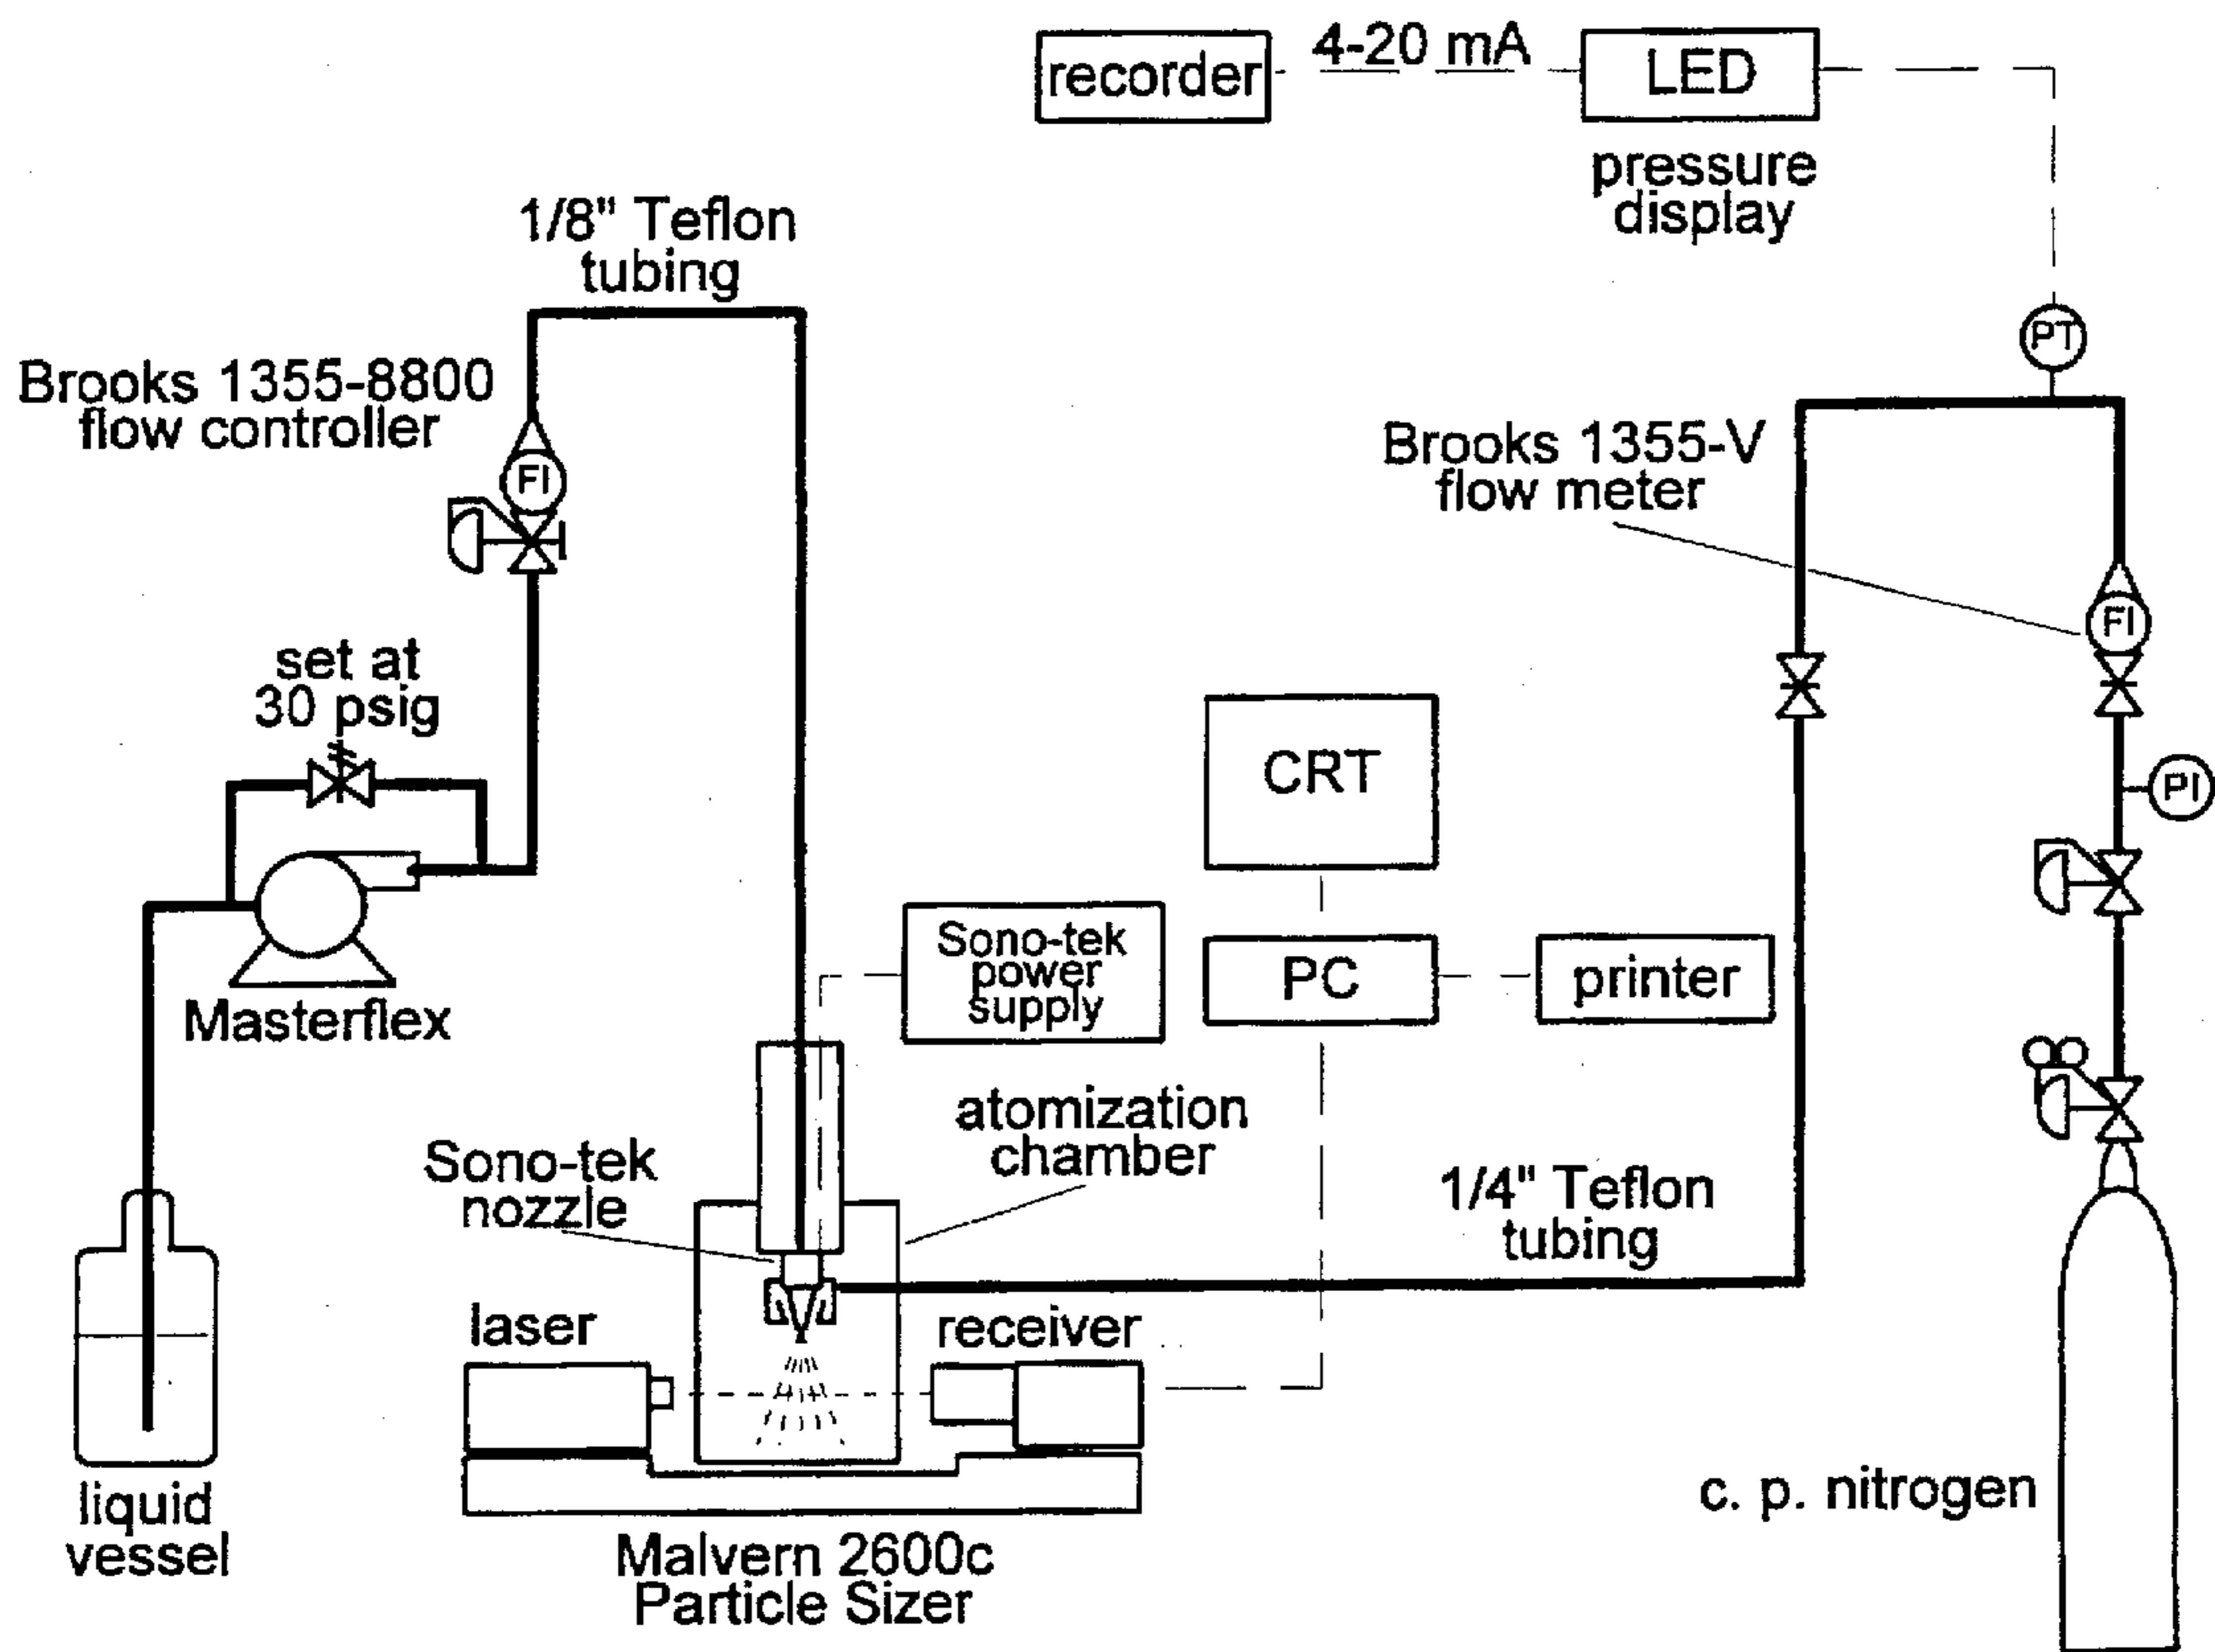 recorder
4-20 mA
LED
pressure
display
1/8" Teflon
tubing
PT
Brooks 1355-8800
flow controller
FI
Brooks 1355-V
flow meter
FI
set at
30 psig
CRT
PI
Sono-tek
power
supply
PC
printer
Masterflex
atomization
chamber
Sono-tek
nozzle
1/4" Teflon
tubing
laser
receiver
liquid
vessel
c. p. nitrogen
Malvern 2600c
Particle Sizer